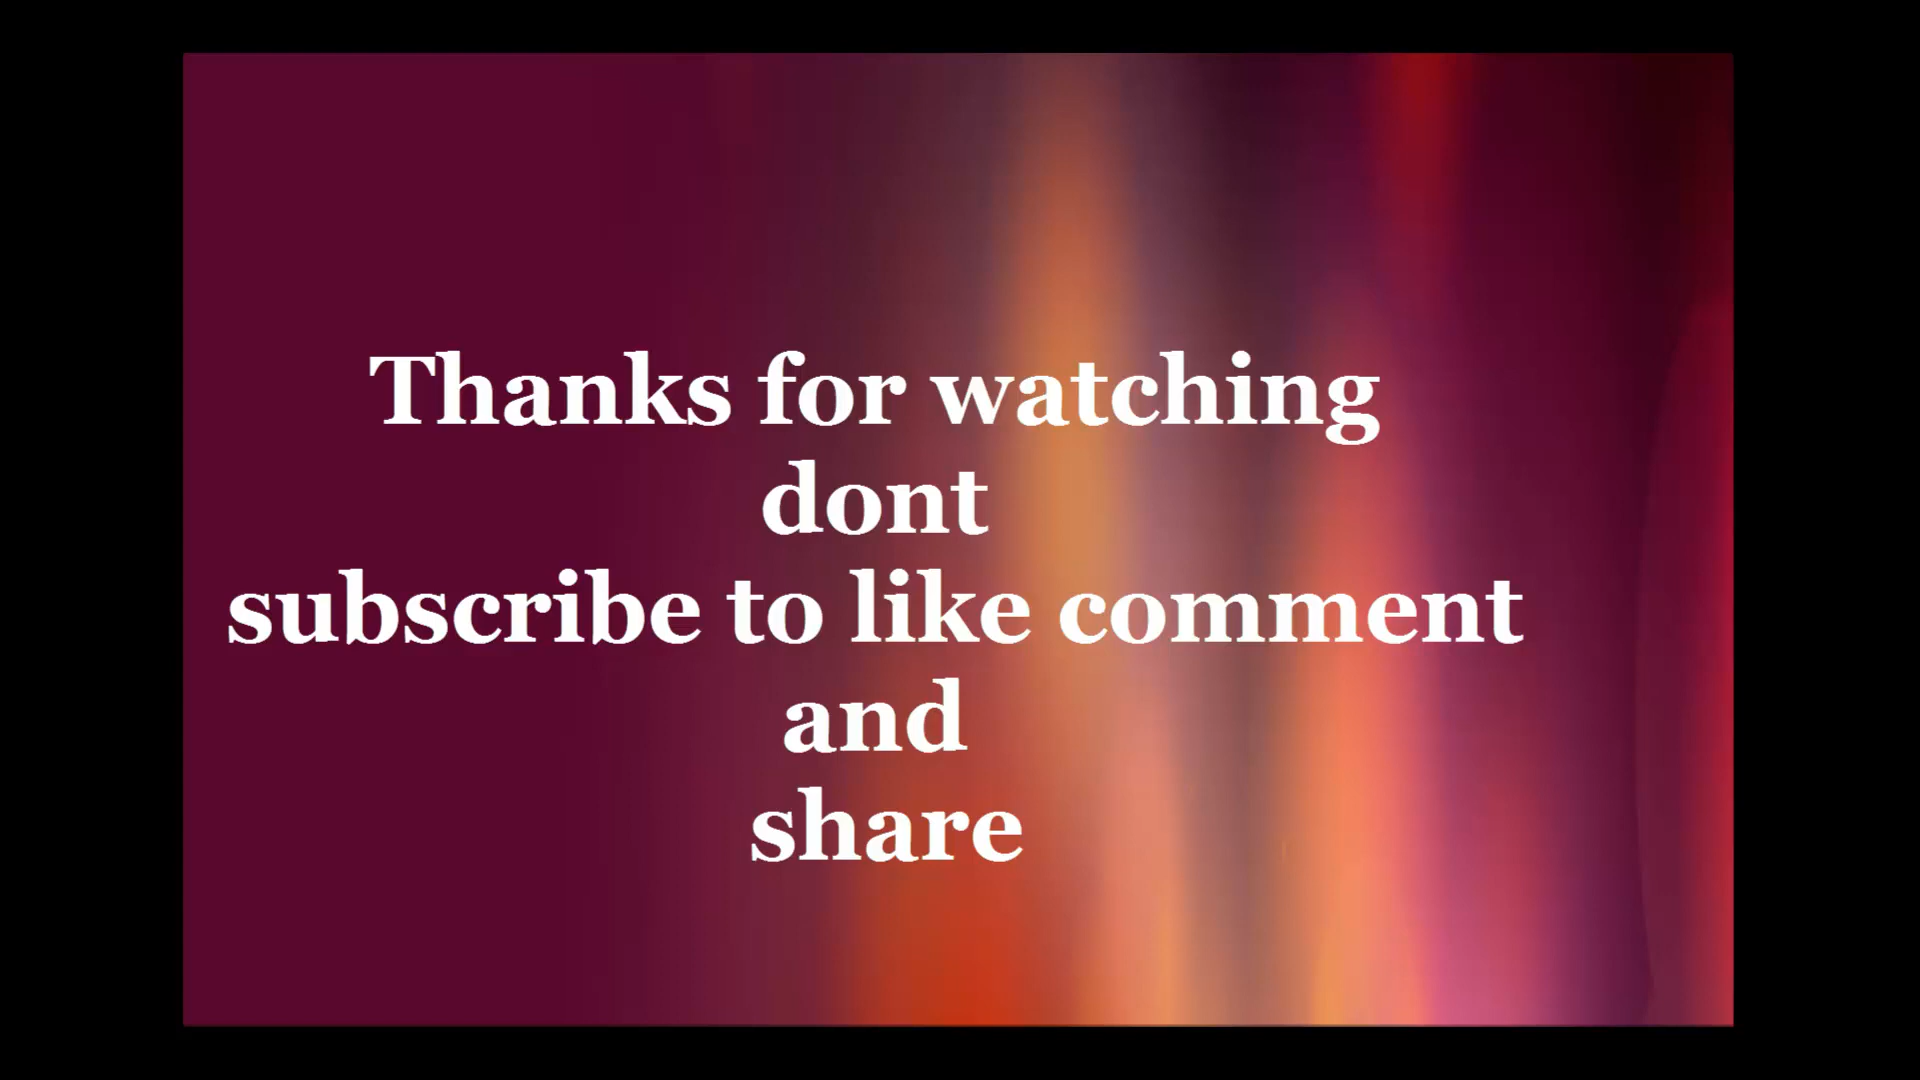 Thanks for watching
dont
subscribe to like comment
and
share